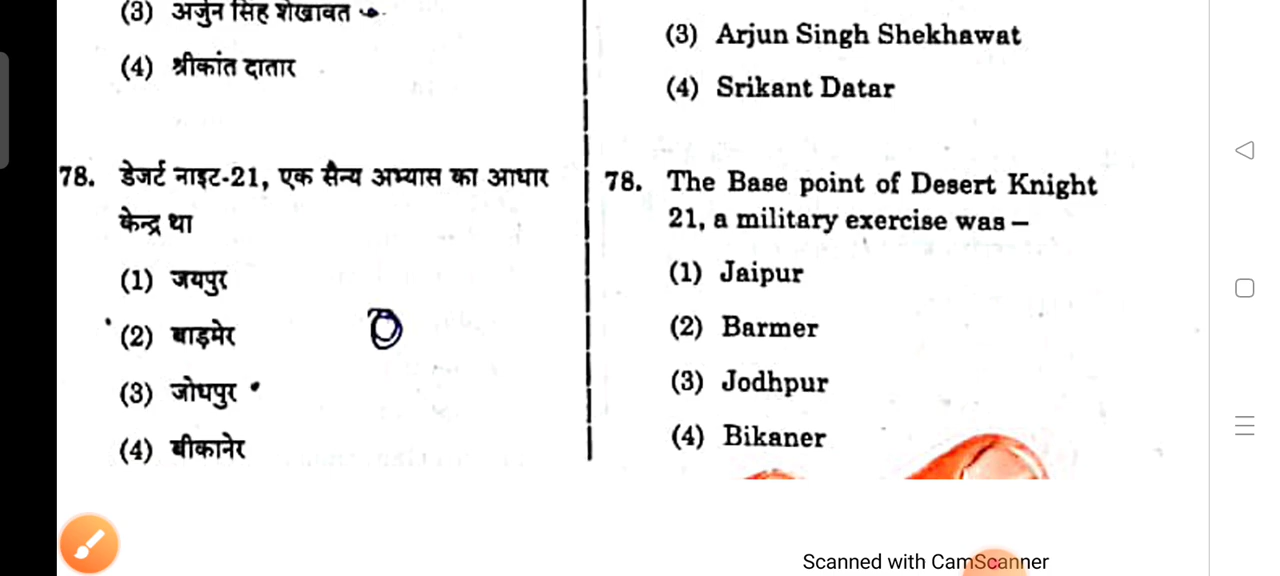 (3) अर्जुन सिंह शेखावत
(4) श्रीकांत दातार
78. डेजर्ट नाइट-21, एक सैन्य अभ्यास का आधार
केन्द्र था
(1) जयपुर
(2) बाड़मेर
(3) जोधपुर
(4) बीकानेर
(3) Arjun Singh Shekhawat
(4) Srikant Datar
78. The Base point of Desert Knight
21, a military exercise was –
(1) Jaipur
(2) Barmer
(3) Jodhpur
(4) Bikaner
Scanned with CamScanner